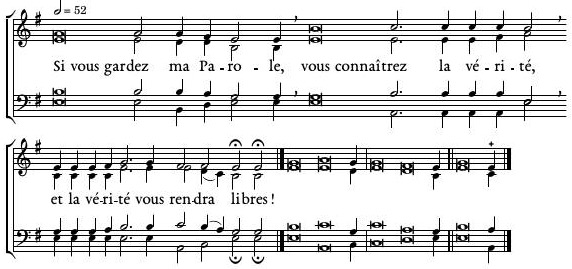 = 52
Si vous gardez ma Pa - ro - le, vous connaîtrez la vé - ri - té,
et la vé-ri-té vous ren-dra libres !